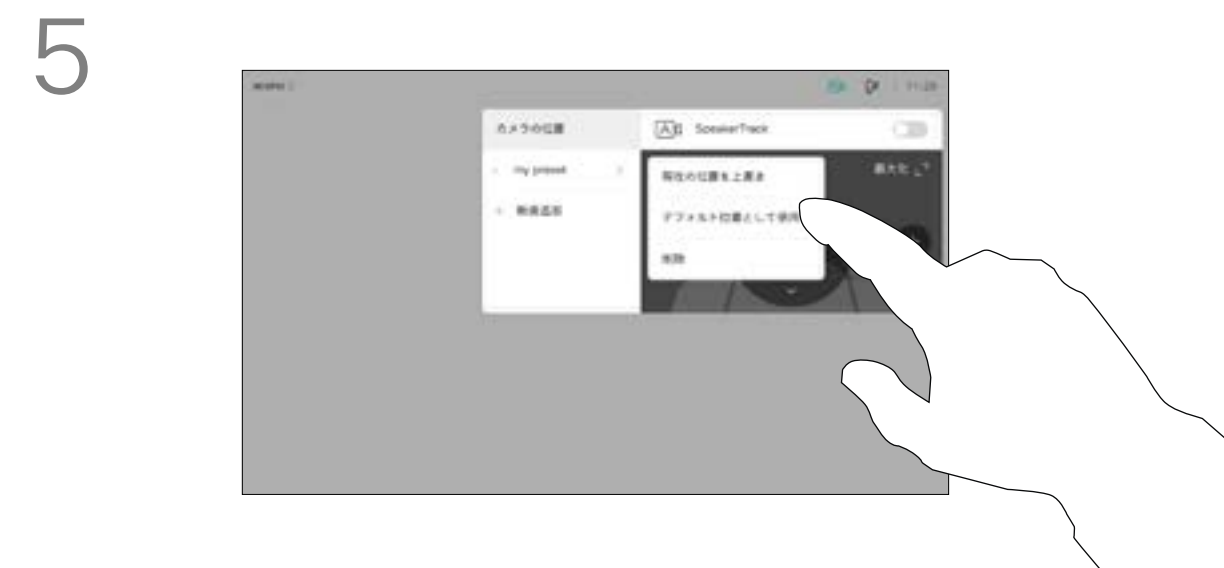 5
カメラの位置
SpeakerTrack
my preset
現在の位置を上書き
最大化
新規追加
デフォルト位置として使用
削除